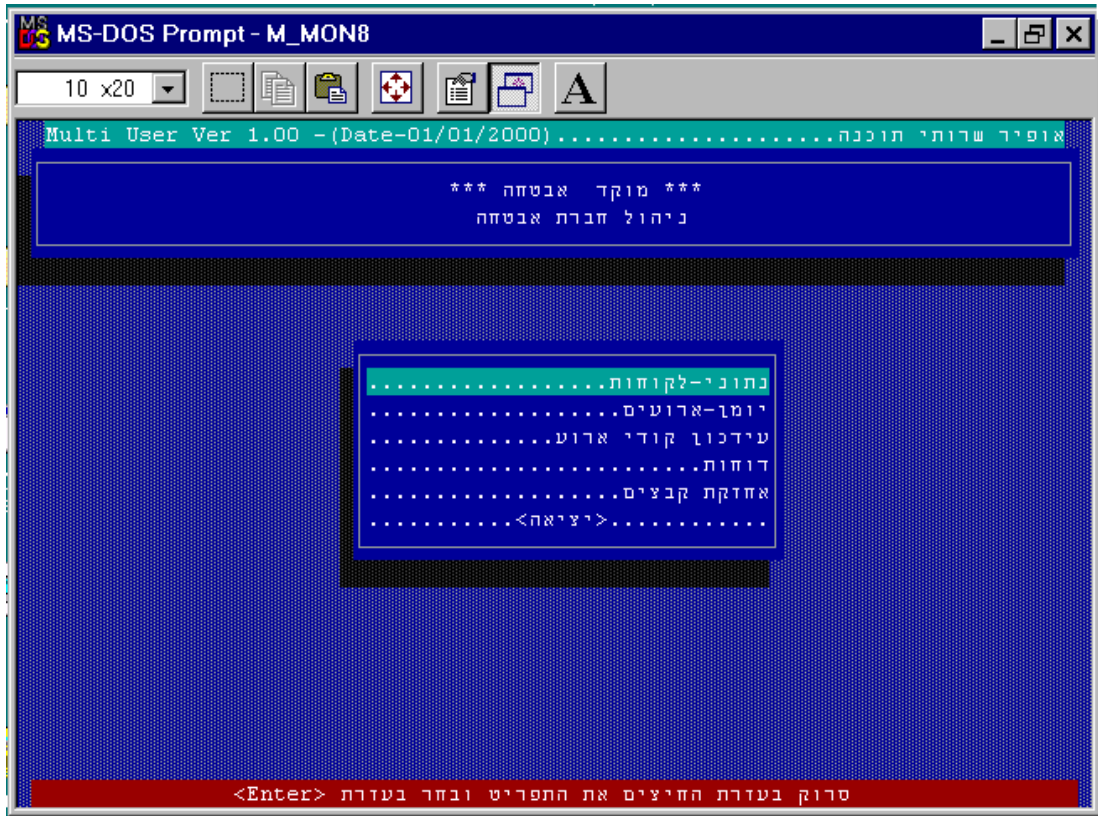 MS-DOS Prompt - M_MON8
10 x20
Multi User Ver 1.00 -(Date-01/01/2000).....................אופיר שרותי תוכנה
*** מוקד אבטחה ***
ניהול חברת אבטחה
נתוני-לקוחות..................
יומן-ארועים...................
עידכון קודי ארוע..............
דוחות.........................
אחזקת קבצים...................
............<יציאה>...........
סרוק בעזרת החיצים את התפריט ובחר בעזרת <Enter>